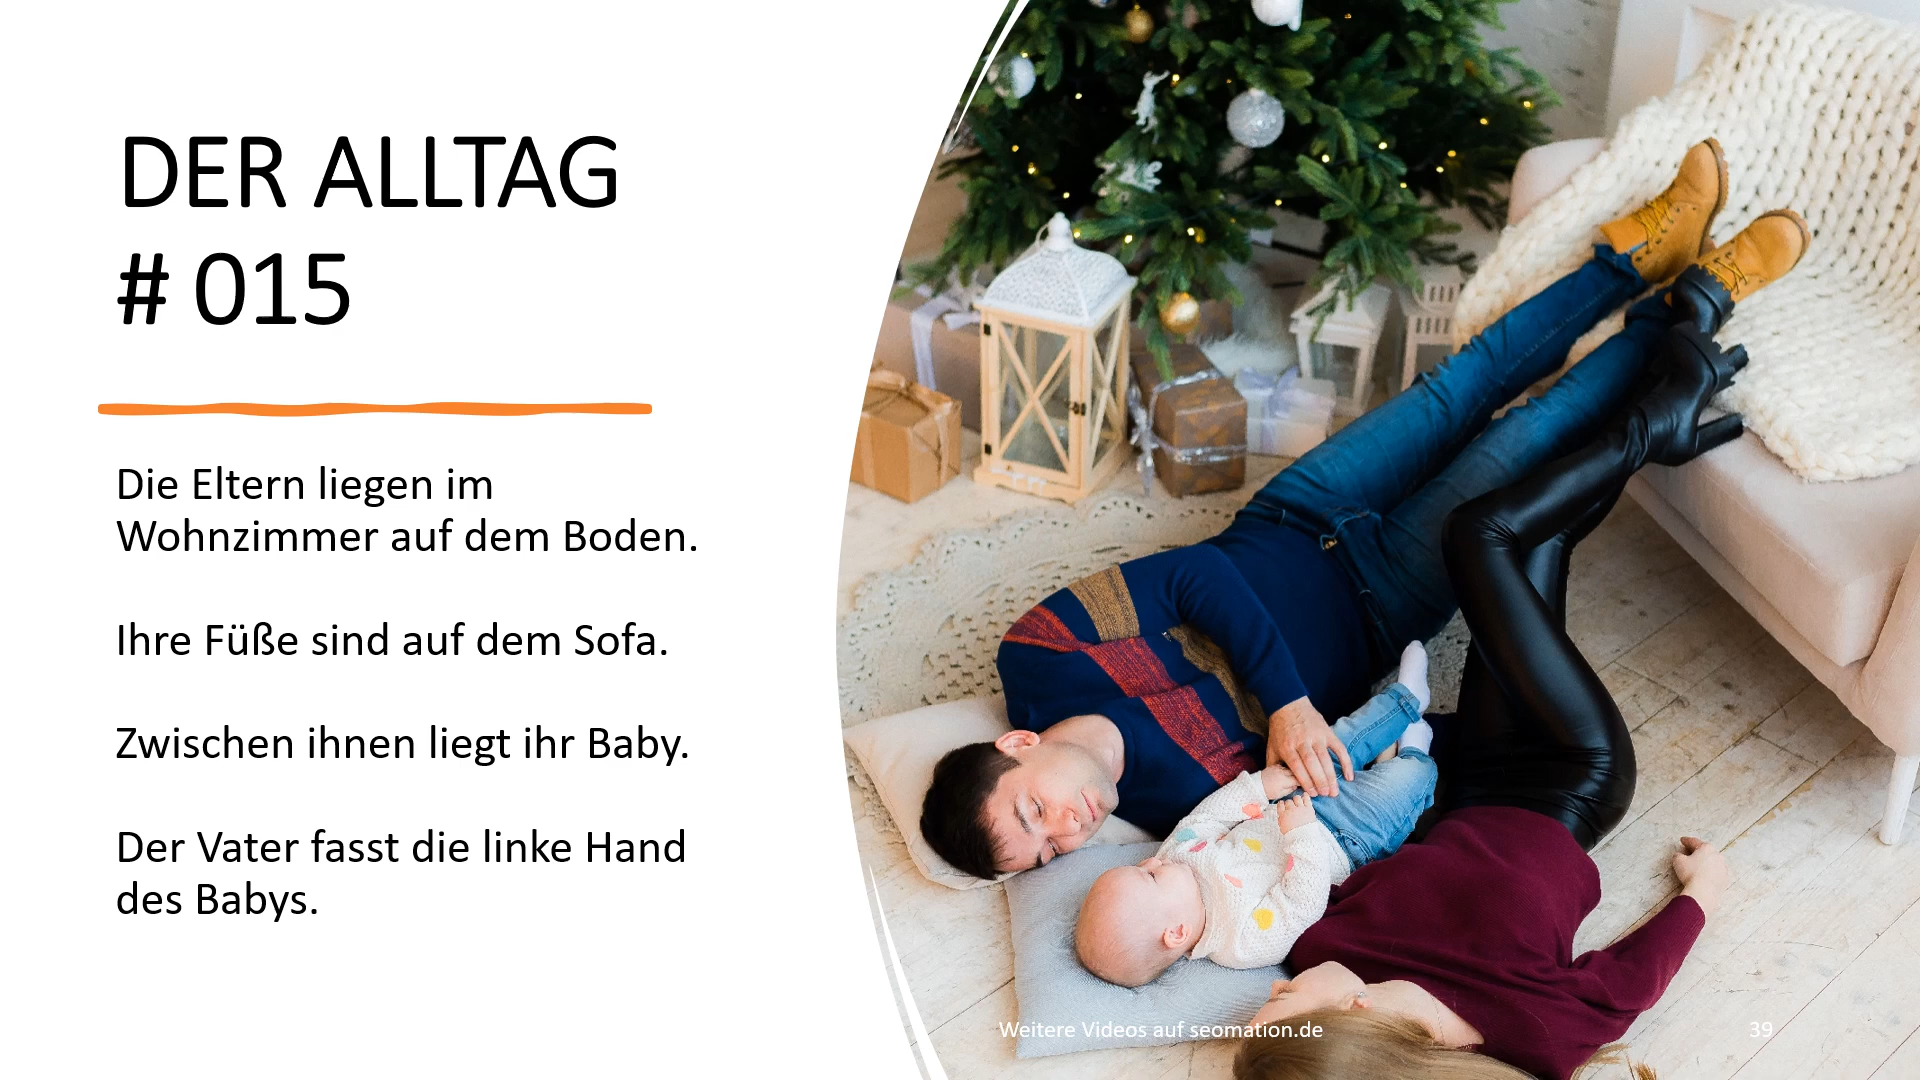 DER ALLTAG
# 015
Die Eltern liegen im
Wohnzimmer auf dem Boden.
Ihre Füße sind auf dem Sofa.
Zwischen ihnen liegt ihr Baby.
Der Vater fasst die linke Hand
des Babys.
Weitere Videos auf seomation.de
39